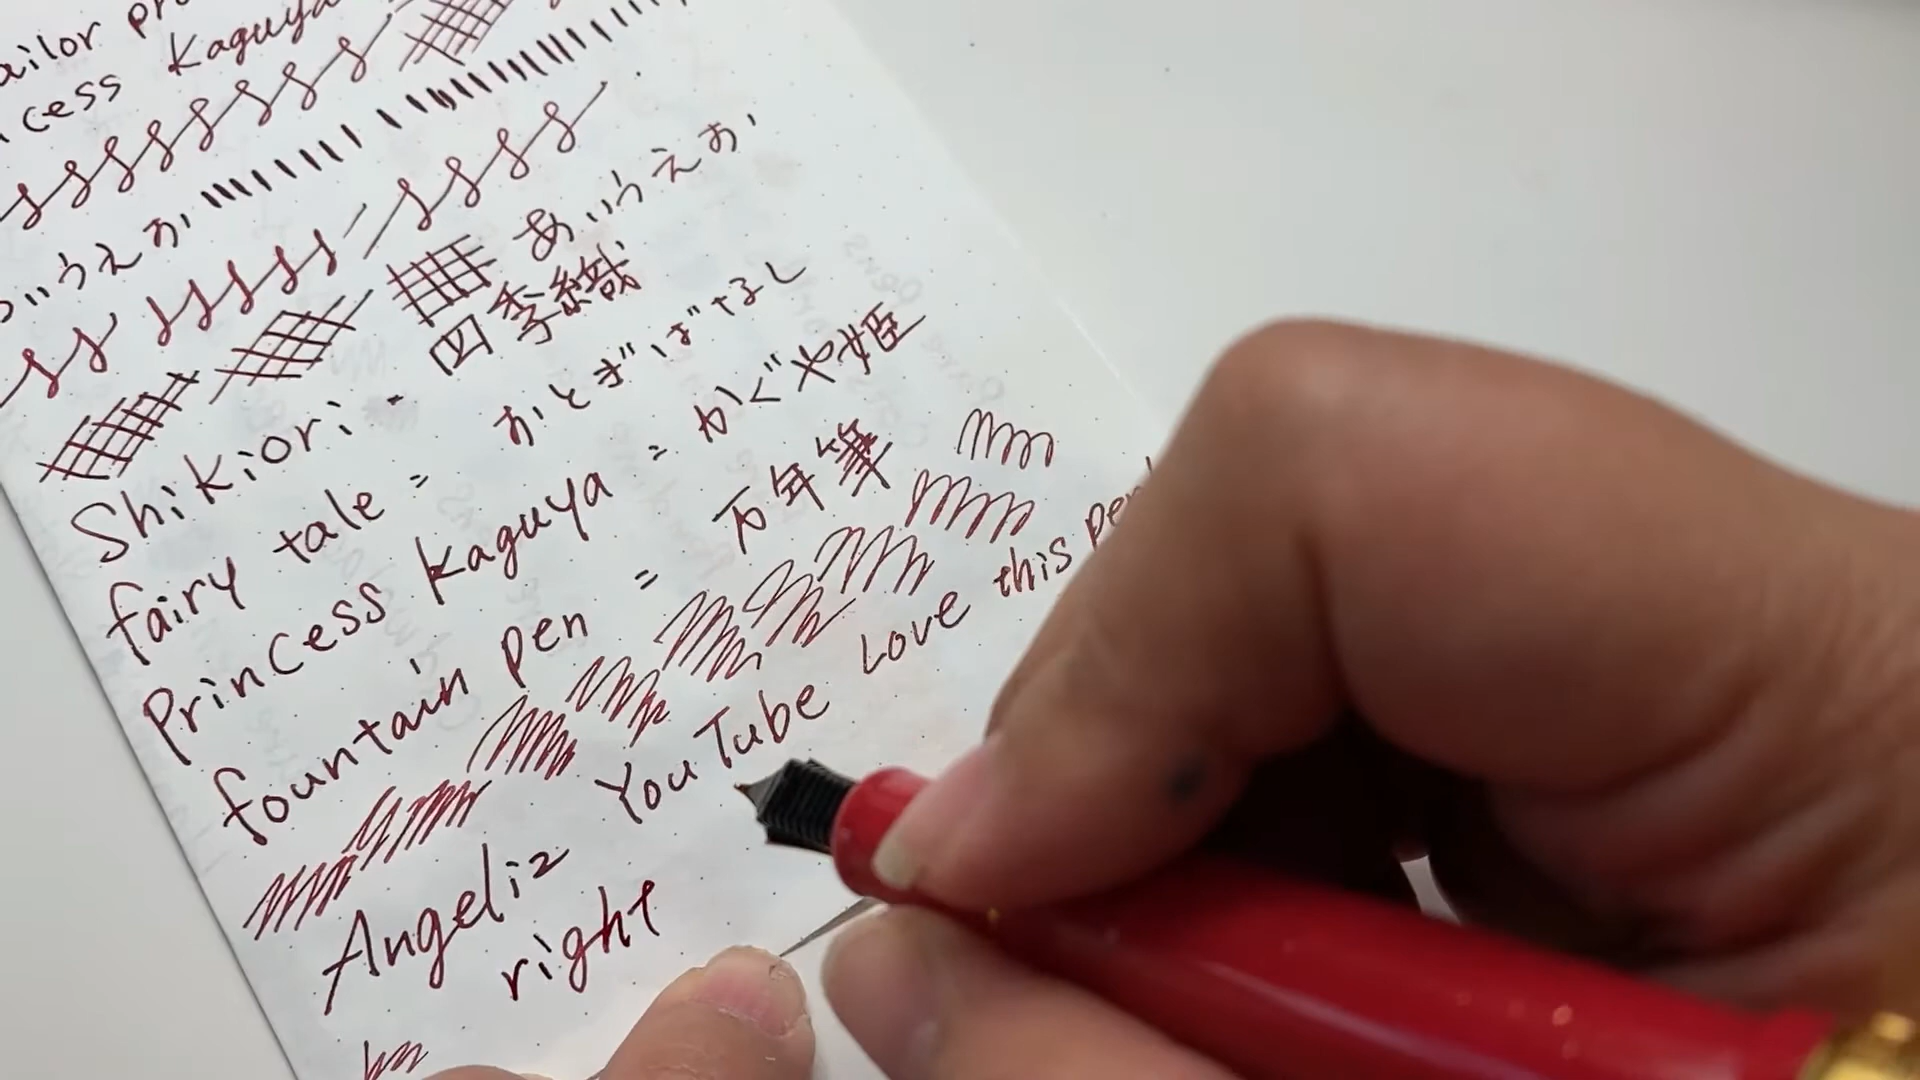 ailor pr
cess Kaguya
いうえお
あいうえお
Shikiori - 四季織
fairy tale = おとぎばなし
Princess Kaguya = かぐや姫
fountain pen = 万年筆
Angeliz YouTube Love this pen
right